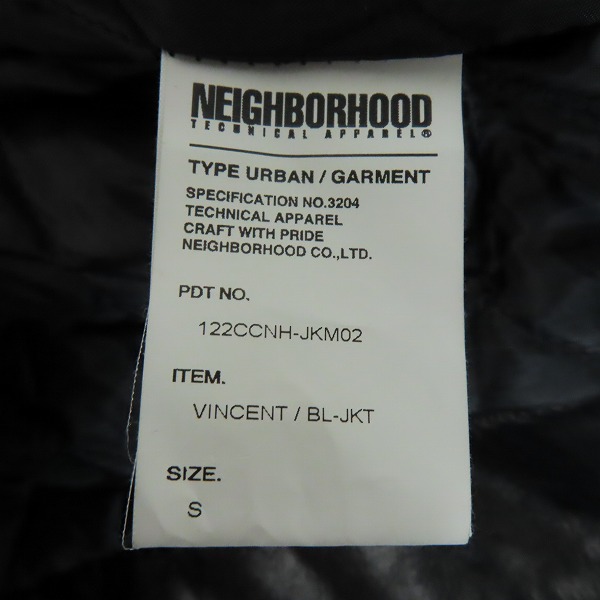 NEIGHBORHOOD
TECHNICAL APPAREL®
TYPE URBAN / GARMENT
SPECIFICATION NO.3204
TECHNICAL APPAREL
CRAFT WITH PRIDE
NEIGHBORHOOD CO.,LTD.
PDT NO.
122CCNH-JKM02
ITEM.
VINCENT / BL-JKT
SIZE.
S